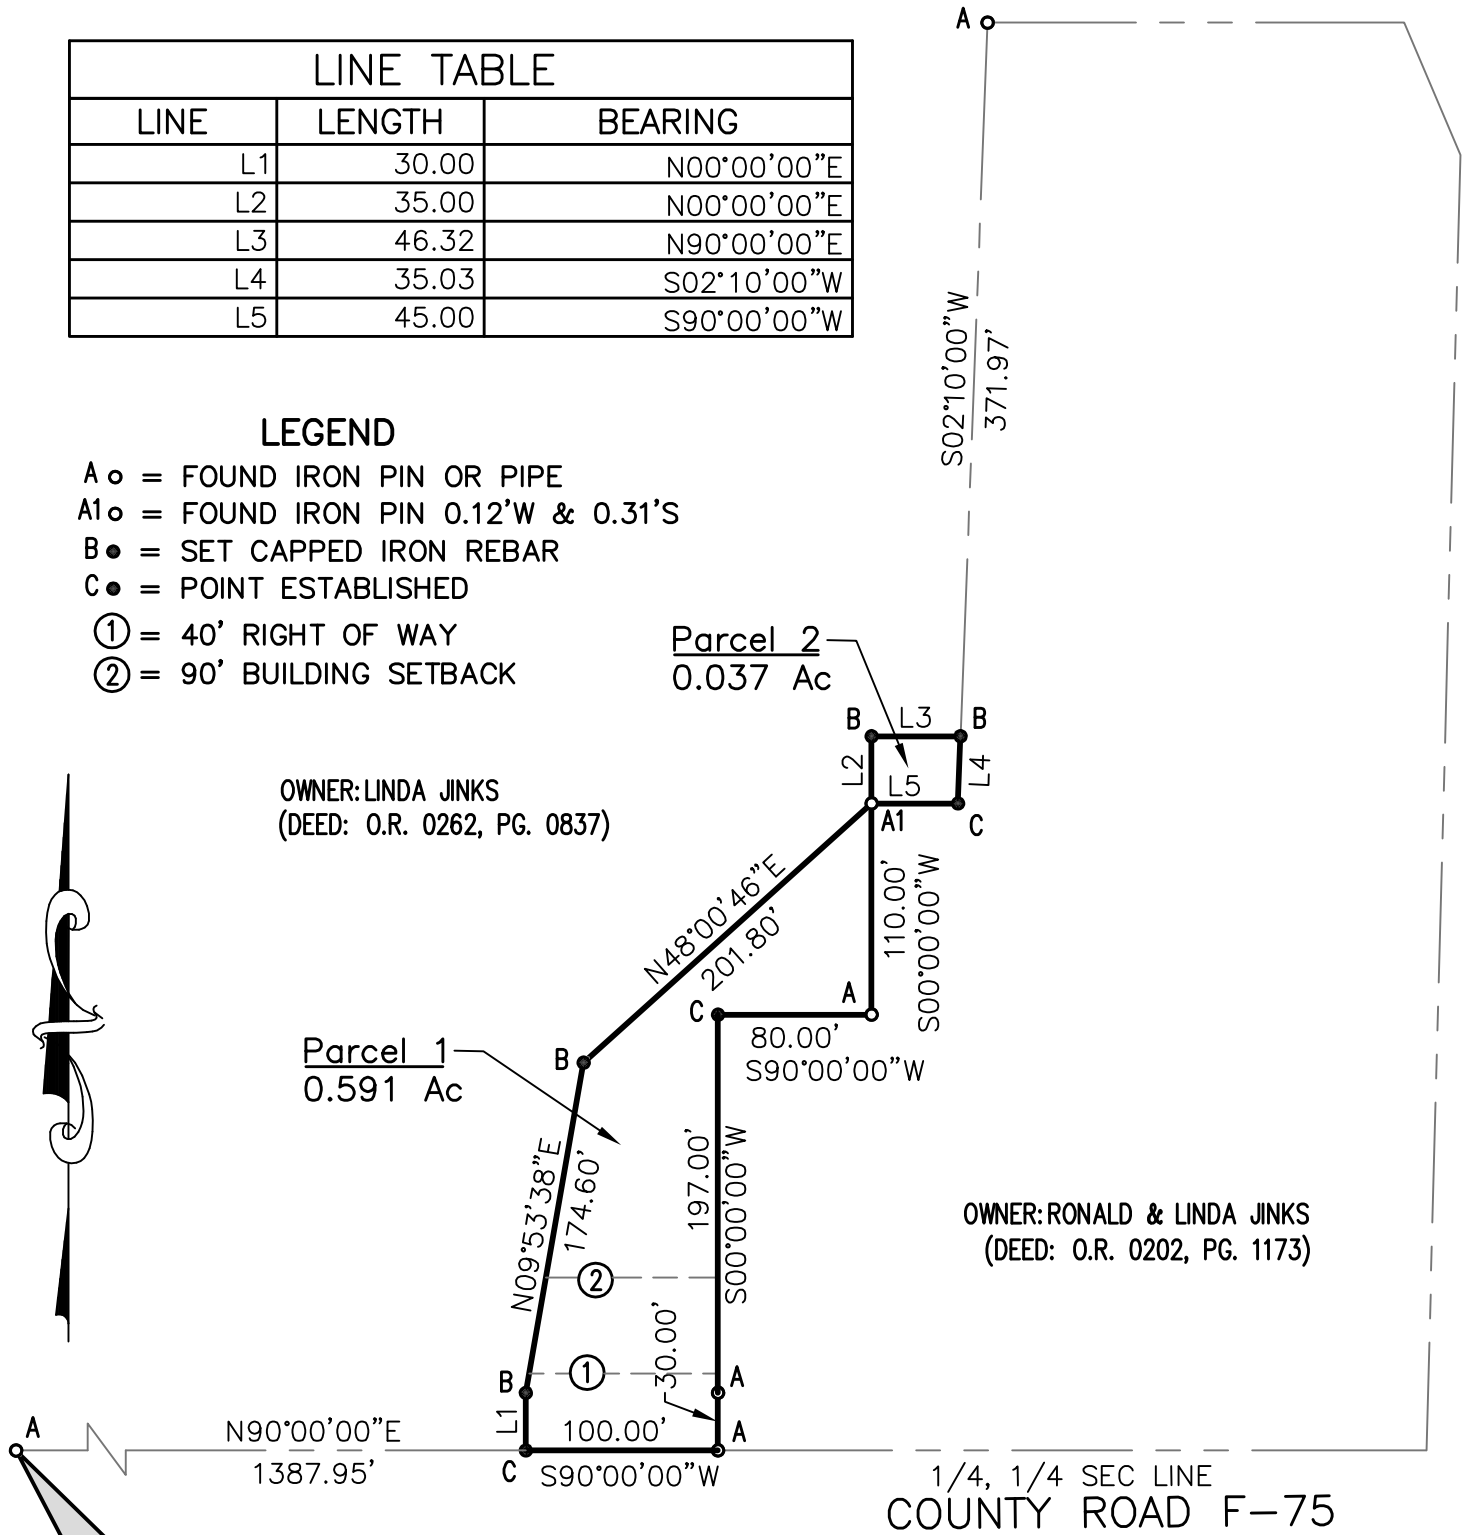 A
LINE TABLE
LINE LENGTH BEARING
L1 30.00 N00°00'00"E
L2 35.00 N00°00'00"E
L3 46.32 N90°00'00"E
L4 35.03 S02°10'00"W
L5 45.00 S90°00'00"W
S02°10'00"W
371.97'
LEGEND
A = FOUND IRON PIN OR PIPE
A1 = FOUND IRON PIN 0.12'W & 0.31'S
B = SET CAPPED IRON REBAR
C = POINT ESTABLISHED
1 = 40' RIGHT OF WAY
2 = 90' BUILDING SETBACK
Parcel 2
0.037 Ac
B L3 B
L2 L5 L4
A1 C
OWNER: LINDA JINKS
(DEED: O.R. 0262, PG. 0837)
N48°00'46"E
201.80'
110.00'
S00°00'00"W
A
C
80.00'
S90°00'00"W
B
Parcel 1
0.591 Ac
N09°53'38"E
174.60'
197.00'
S00°00'00"W
OWNER: RONALD & LINDA JINKS
(DEED: O.R. 0202, PG. 1173)
2
30.00'
1
B
A
L1
100.00'
A
C
S90°00'00"W
A
N90°00'00"E
1387.95'
1/4, 1/4 SEC LINE
COUNTY ROAD F-75